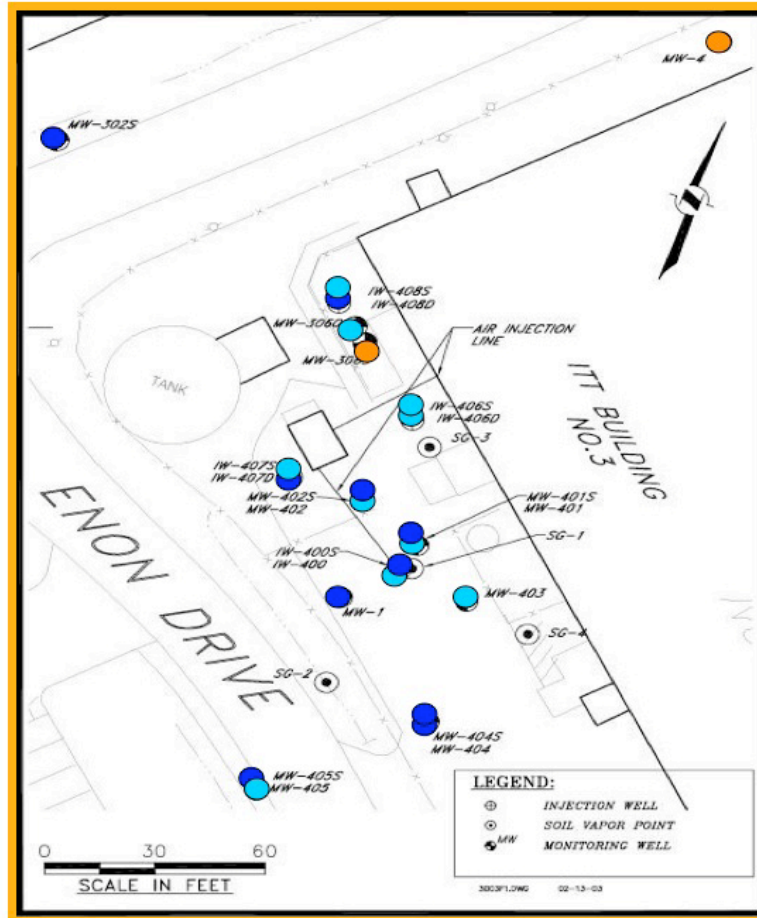 MW-4
MW-302S
IW-408S
IW-408D
MW-306D
MW-306
AIR INJECTION
LINE
TANK
ITT BUILDING
NO.3
IW-406S
IW-406D
SG-3
IW-407S
IW-407D
MW-402S
MW-402
MW-401S
MW-401
SG-1
IW-400S
IW-400
MW-403
MW-1
SG-4
ENON DRIVE
SG-2
MW-404S
MW-404
MW-405S
MW-405
LEGEND:
INJECTION WELL
SOIL VAPOR POINT
MW MONITORING WELL
0 30 60
SCALE IN FEET
3003F1.DWG 02-13-03